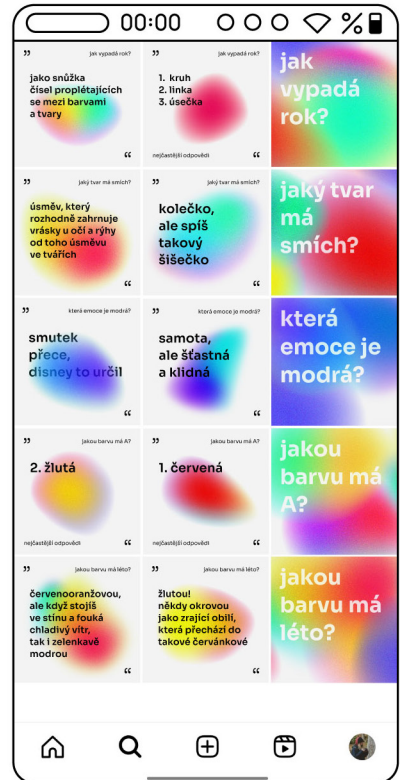 00:00
”
jak vypadá rok?
jako snůžka
čísel proplétajících
se mezi barvami
a tvary
“
”
jak vypadá rok?
1. kruh
2. linka
3. úsečka
nejčastější odpovědi
“
jak
vypadá
rok?
”
jaký tvar má smích?
úsměv, který
rozhodně zahrnuje
vrásky u očí a rýhy
od toho úsměvu
ve tvářích
“
”
jaký tvar má smích?
kolečko,
ale spíš
takový
šišečko
“
jaký tvar
má
smích?
”
která emoce je modrá?
smutek
přece,
disney to určil
“
”
která emoce je modrá?
samota,
ale šťastná
a klidná
“
která
emoce je
modrá?
”
jakou barvu má A?
2. žlutá
nejčastější odpovědi
“
”
jakou barvu má A?
1. červená
nejčastější odpovědi
“
jakou
barvu má
A?
”
jakou barvu má léto?
červenooranžovou,
ale když stojíš
ve stínu a fouká
chladivý vítr,
tak i zelenkavě
modrou
“
”
jakou barvu má léto?
žlutou!
někdy okrovou
jako zrající obilí,
která přechází do
takové červánkové
“
jakou
barvu má
léto?